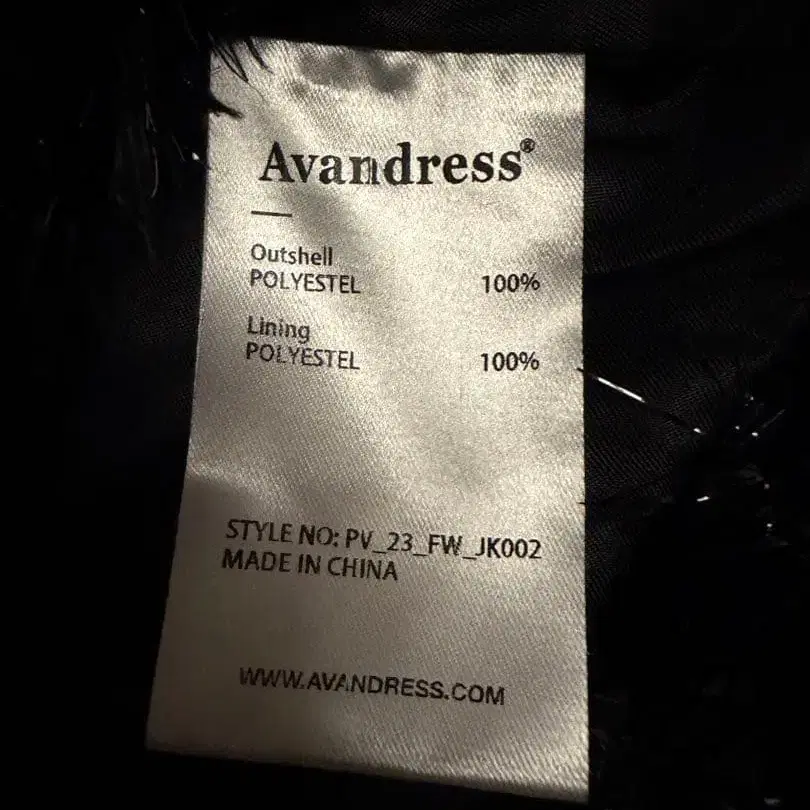 Avandress®
Outshell
POLYESTEL 100%
Lining
POLYESTEL 100%
STYLE NO: PV_23_FW_JK002
MADE IN CHINA
WWW.AVANDRESS.COM